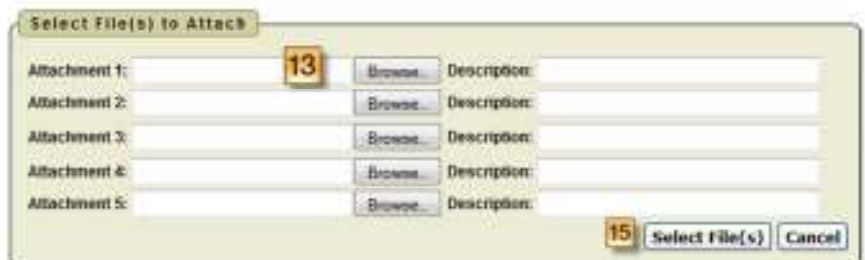 Select File(s) to Attach
Attachment 1: 13 Browse... Description:
Attachment 2: Browse... Description:
Attachment 3: Browse... Description:
Attachment 4: Browse... Description:
Attachment 5: Browse... Description:
15 Select File(s) Cancel